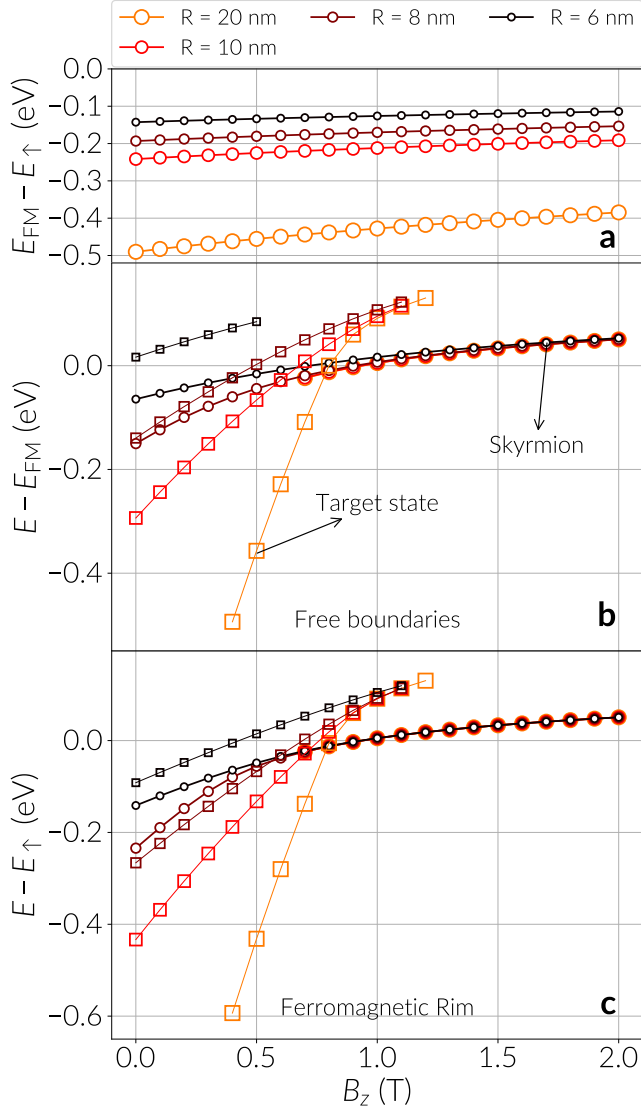 R = 20 nm
R = 8 nm
R = 6 nm
R = 10 nm
0.0
−0.1
−0.2
−0.3
−0.4
−0.5
E_FM − E_↑ (eV)
a
0.0
−0.2
−0.4
E − E_FM (eV)
Skyrmion
Target state
Free boundaries
b
0.0
−0.2
−0.4
−0.6
E − E_↑ (eV)
Ferromagnetic Rim
c
0.0 0.5 1.0 1.5 2.0
B_z (T)